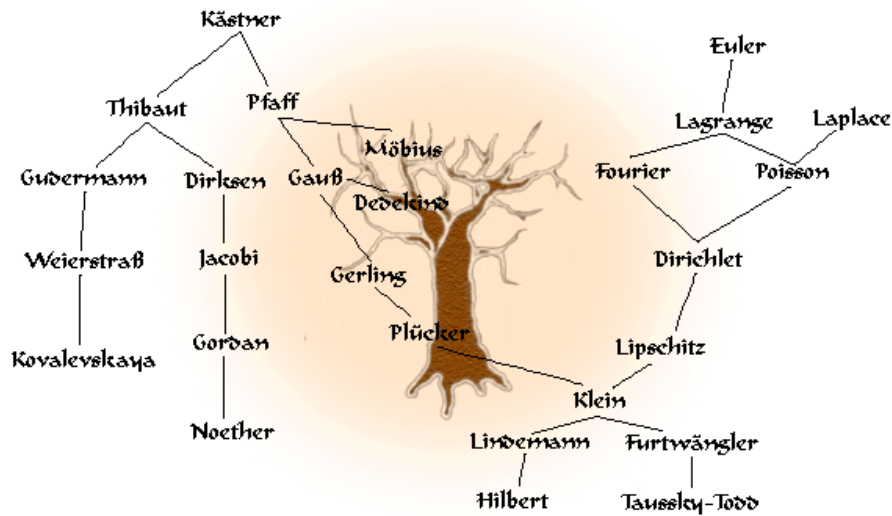 Kästner
Euler
Thibaut
Pfaff
Lagrange
Laplace
Möbius
Gudermann
Dirksen
Gauß
Fourier
Poisson
Dedekind
Weierstraß
Jacobi
Gerling
Dirichlet
Plücker
Gordan
Lipschitz
Kovalevskaya
Klein
Noether
Lindemann
Furtwängler
Hilbert
Taussky-Todd